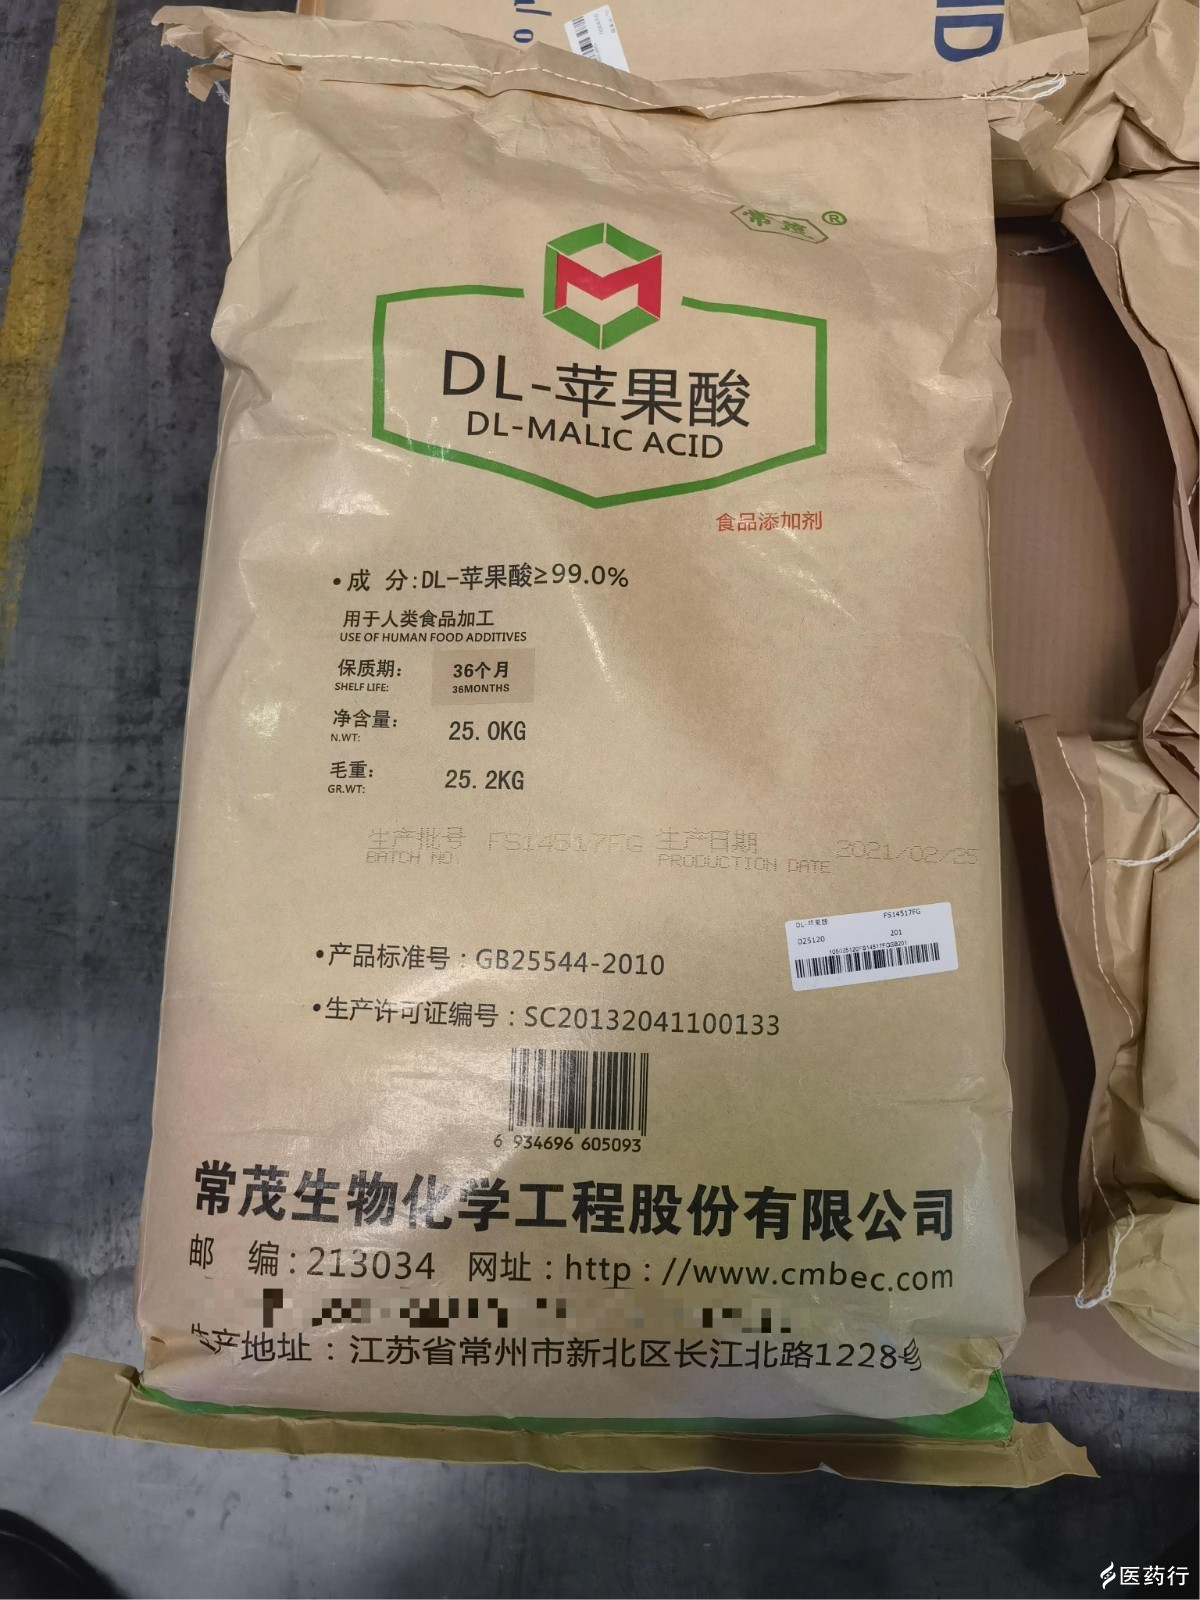 ID
常茂®
DL-苹果酸
DL-MALIC ACID
食品添加剂
•成 分:DL-苹果酸≥99.0%
用于人类食品加工
USE OF HUMAN FOOD ADDITIVES
保质期: 36个月
SHELF LIFE: 36MONTHS
净含量: 25.0KG
N.WT:
毛重: 25.2KG
GR.WT:
生产批号 FS14517FG 生产日期 2021/02/25
BATCH NO. PRODUCTION DATE
DL-苹果酸 FS14517FG
025120 201
•产品标准号:GB25544-2010
•生产许可证编号:SC20132041100133
6 934696 605093
常茂生物化学工程股份有限公司
邮 编:213034 网址:http://www.cmbec.com
生产地址:江苏省常州市新北区长江北路1228号
医药行